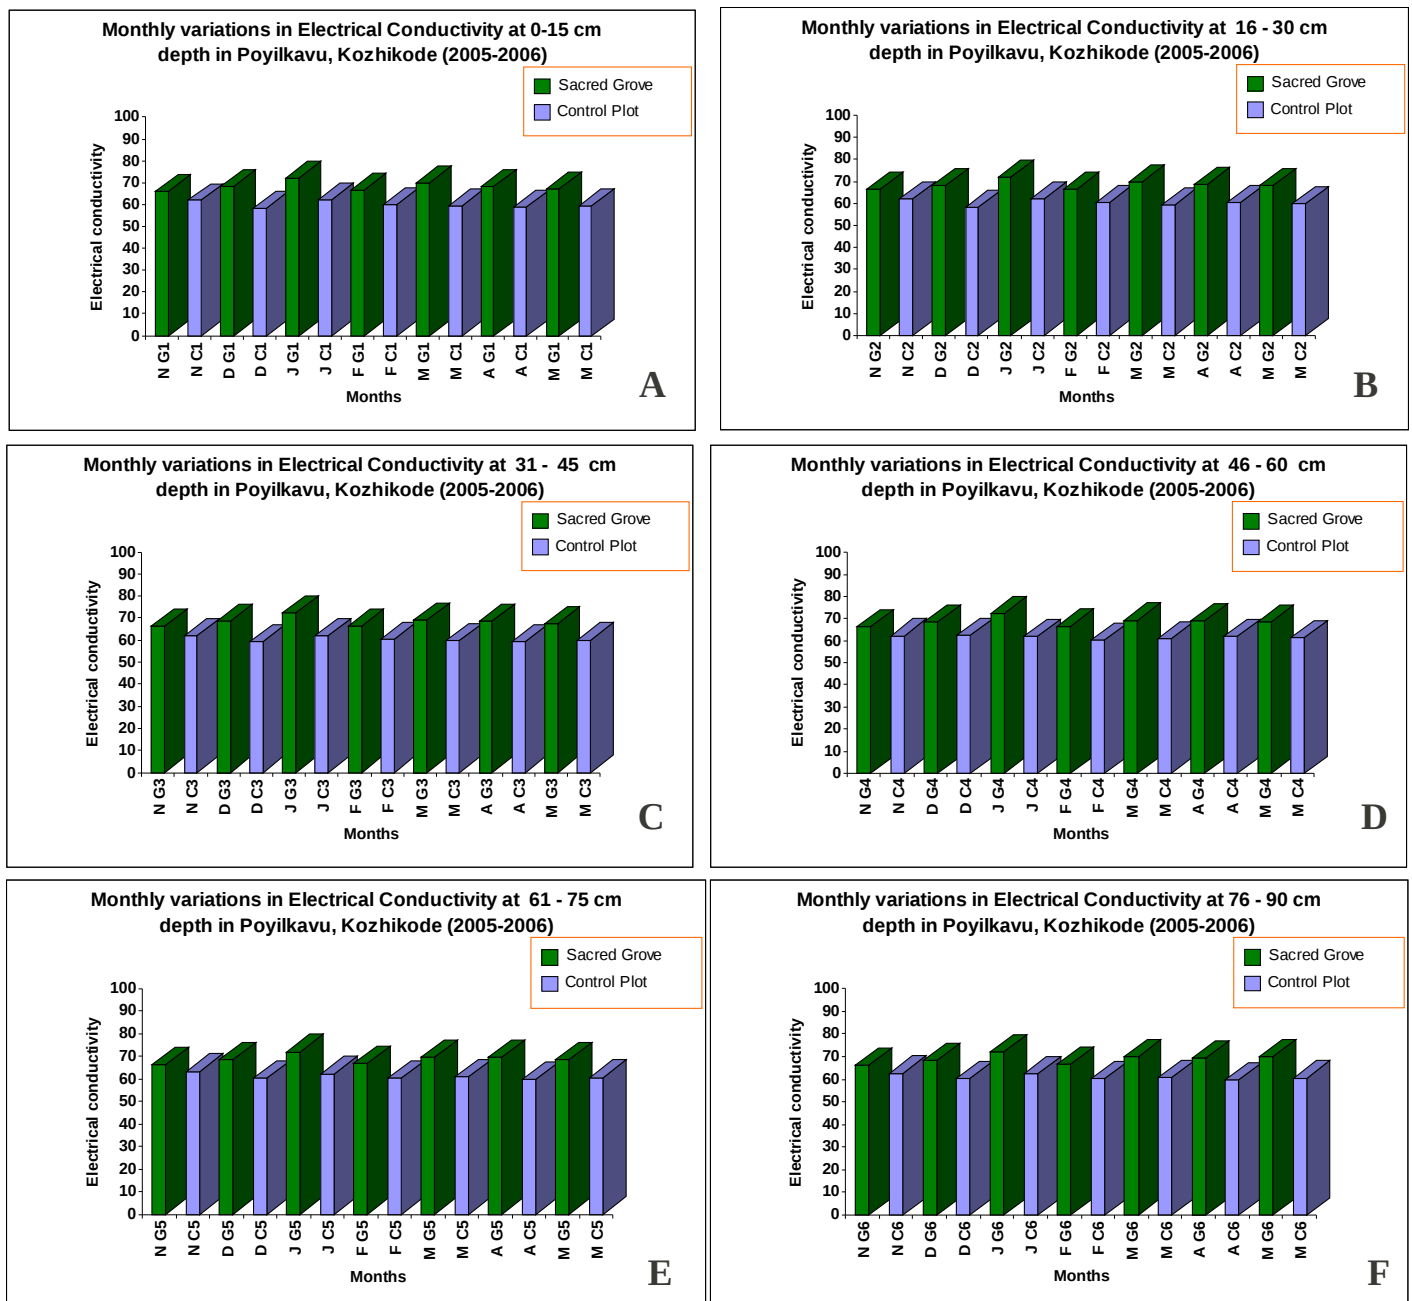 Monthly variations in Electrical Conductivity at 0-15 cm
depth in Poyilkavu, Kozhikode (2005-2006)
Sacred Grove
Control Plot
100
90
80
70
60
50
40
30
20
10
0
Electrical conductivity
N G1
N C1
D G1
D C1
J G1
J C1
F G1
F C1
M G1
M C1
A G1
A C1
M G1
M C1
Months
A
Monthly variations in Electrical Conductivity at 16 - 30 cm
depth in Poyilkavu, Kozhikode (2005-2006)
Sacred Grove
Control Plot
100
90
80
70
60
50
40
30
20
10
0
Electrical conductivity
N G2
N C2
D G2
D C2
J G2
J C2
F G2
F C2
M G2
M C2
A G2
A C2
M G2
M C2
Months
B
Monthly variations in Electrical Conductivity at 31 - 45 cm
depth in Poyilkavu, Kozhikode (2005-2006)
Sacred Grove
Control Plot
100
90
80
70
60
50
40
30
20
10
0
Electrical conductivity
N G3
N C3
D G3
D C3
J G3
J C3
F G3
F C3
M G3
M C3
A G3
A C3
M G3
M C3
Months
C
Monthly variations in Electrical Conductivity at 46 - 60 cm
depth in Poyilkavu, Kozhikode (2005-2006)
Sacred Grove
Control Plot
100
90
80
70
60
50
40
30
20
10
0
Electrical conductivity
N G4
N C4
D G4
D C4
J G4
J C4
F G4
F C4
M G4
M C4
A G4
A C4
M G4
M C4
Months
D
Monthly variations in Electrical Conductivity at 61 - 75 cm
depth in Poyilkavu, Kozhikode (2005-2006)
Sacred Grove
Control Plot
100
90
80
70
60
50
40
30
20
10
0
Electrical conductivity
N G5
N C5
D G5
D C5
J G5
J C5
F G5
F C5
M G5
M C5
A G5
A C5
M G5
M C5
Months
E
Monthly variations in Electrical Conductivity at 76 - 90 cm
depth in Poyilkavu, Kozhikode (2005-2006)
Sacred Grove
Control Plot
100
90
80
70
60
50
40
30
20
10
0
Electrical conductivity
N G6
N C6
D G6
D C6
J G6
J C6
F G6
F C6
M G6
M C6
A G6
A C6
M G6
M C6
Months
F